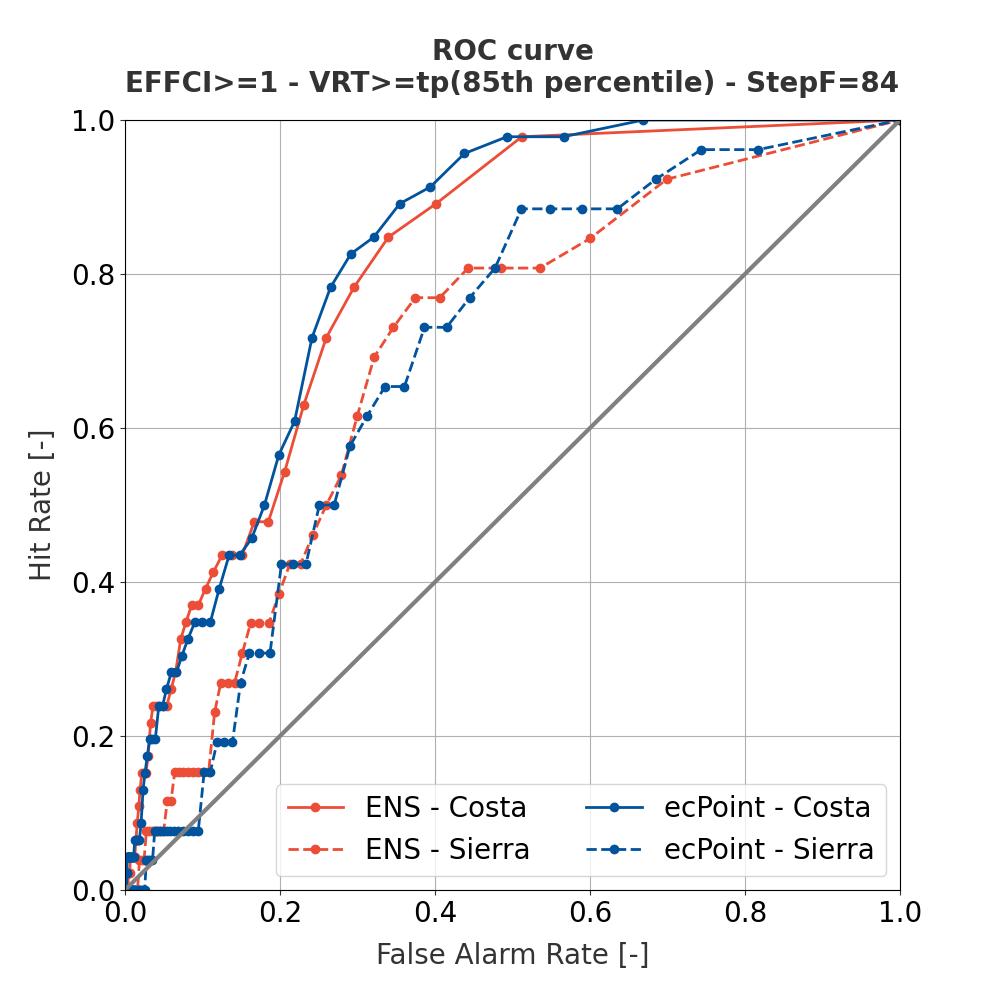 ROC curve
EFFCI>=1 - VRT>=tp(85th percentile) - StepF=84
1.0
0.8
0.6
0.4
0.2
0.0
Hit Rate [-]
ENS - Costa
ENS - Sierra
ecPoint - Costa
ecPoint - Sierra
0.0 0.2 0.4 0.6 0.8 1.0
False Alarm Rate [-]